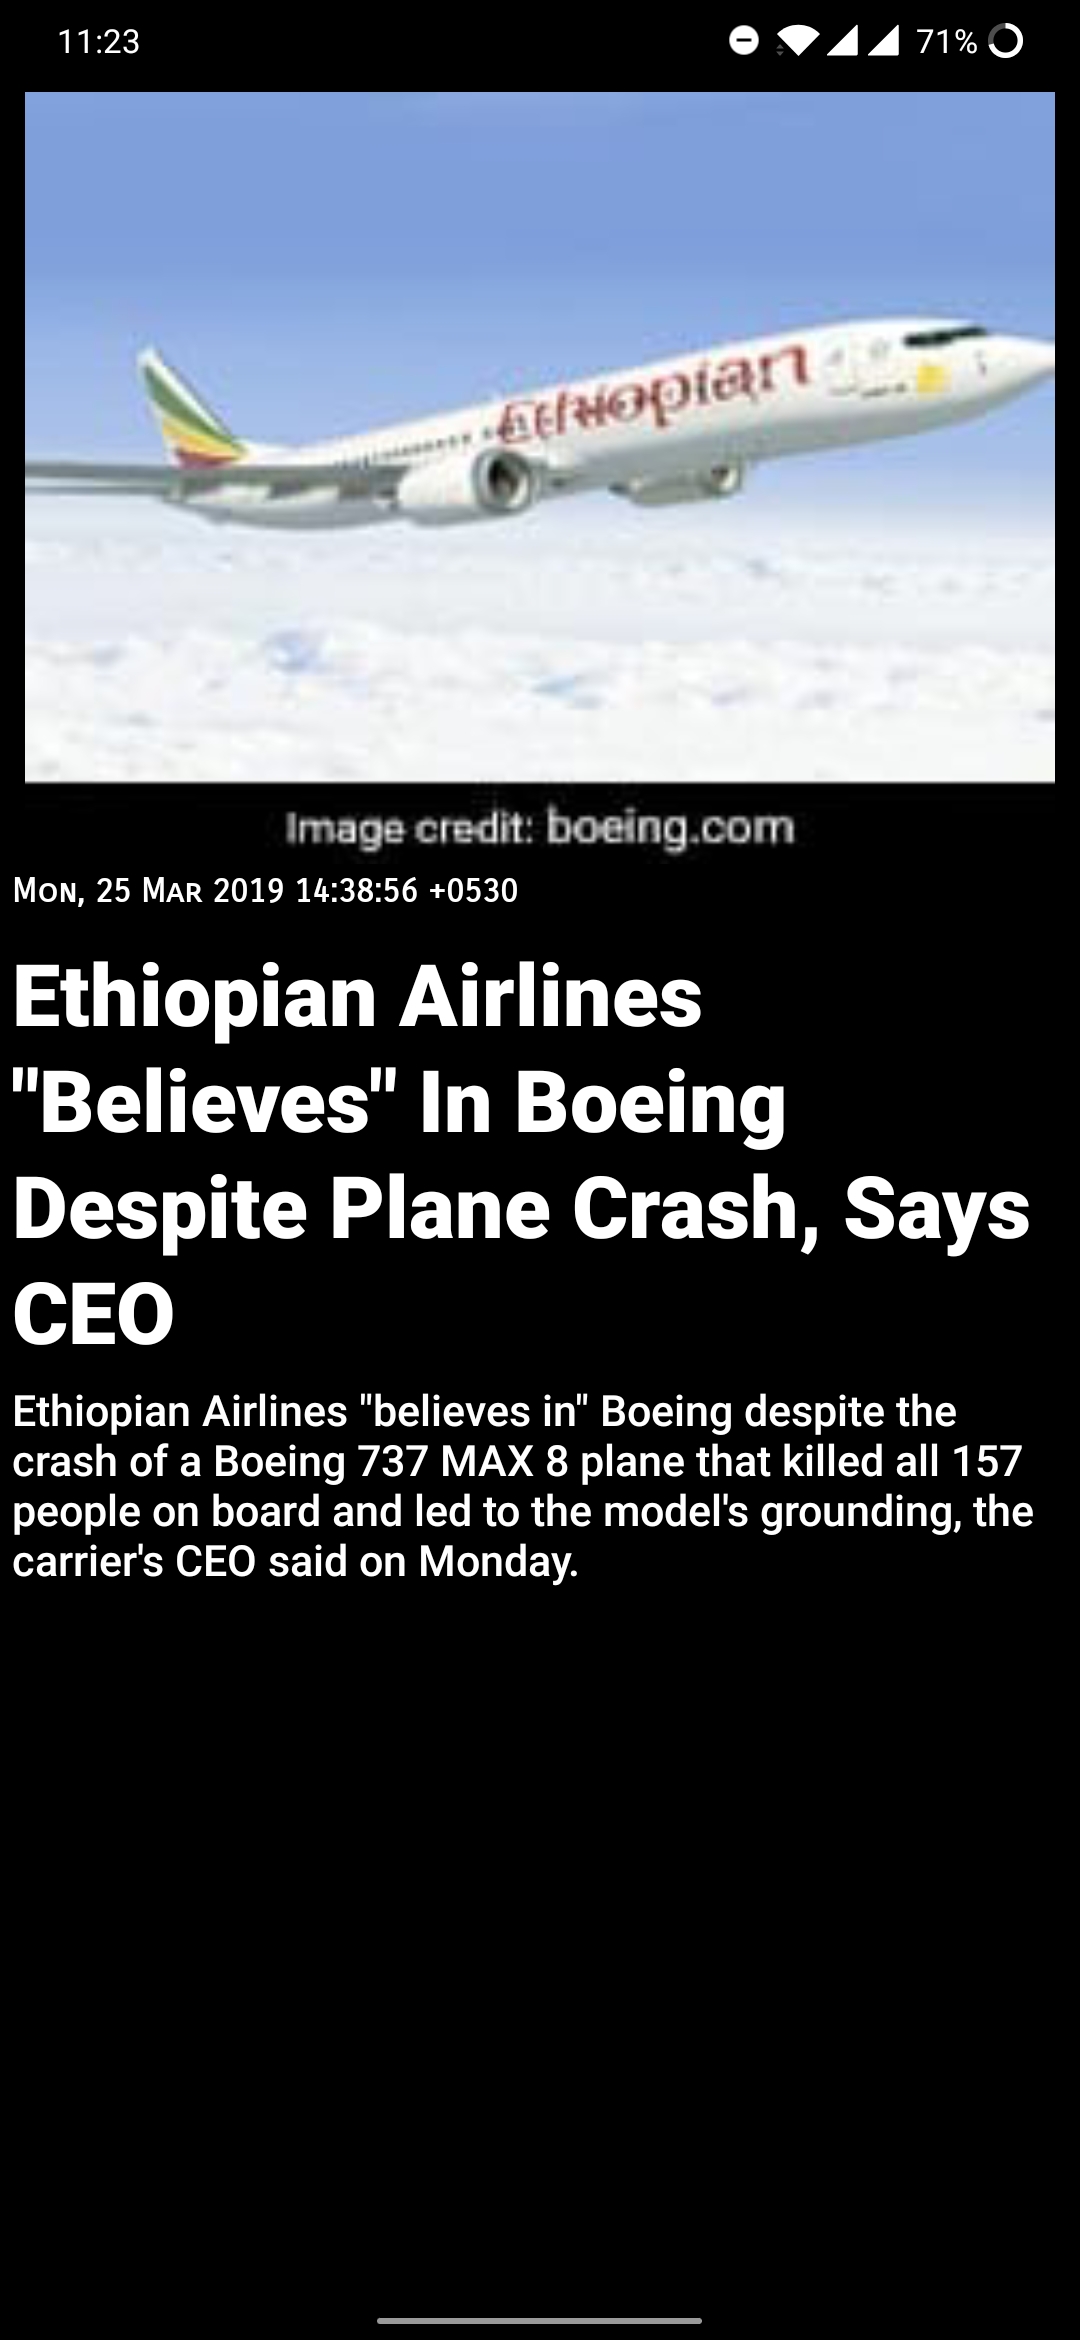 11:23
71%
Ethiopian
Image credit: boeing.com
Mon, 25 Mar 2019 14:38:56 +0530
Ethiopian Airlines
"Believes" In Boeing
Despite Plane Crash, Says
CEO
Ethiopian Airlines "believes in" Boeing despite the
crash of a Boeing 737 MAX 8 plane that killed all 157
people on board and led to the model's grounding, the
carrier's CEO said on Monday.